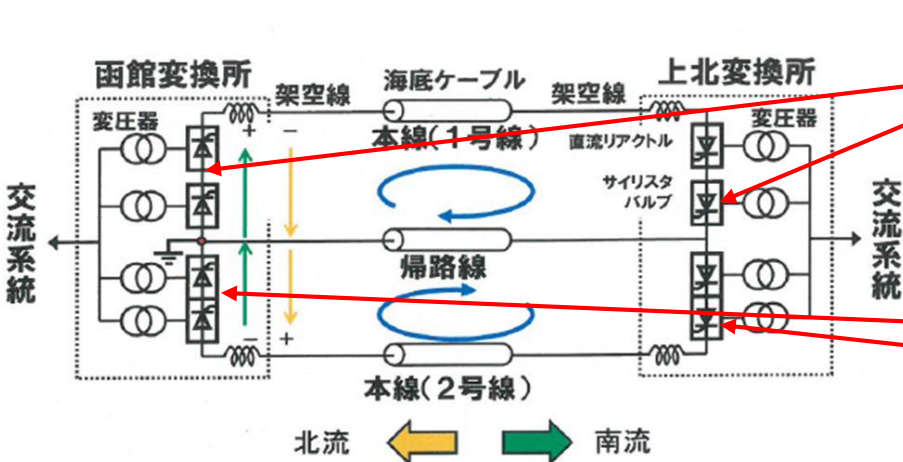 函館変換所
上北変換所
架空線
海底ケーブル
架空線
変圧器
+
−
本線(1号線)
直流リアクトル
変圧器
サイリスタ
バルブ
交流系統
交流系統
帰路線
−
+
本線(2号線)
北流
南流